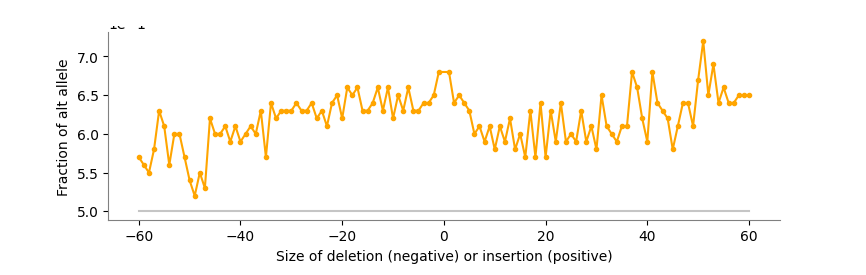 7.0
6.5
6.0
5.5
5.0
Fraction of alt allele
−60 −40 −20 0 20 40 60
Size of deletion (negative) or insertion (positive)